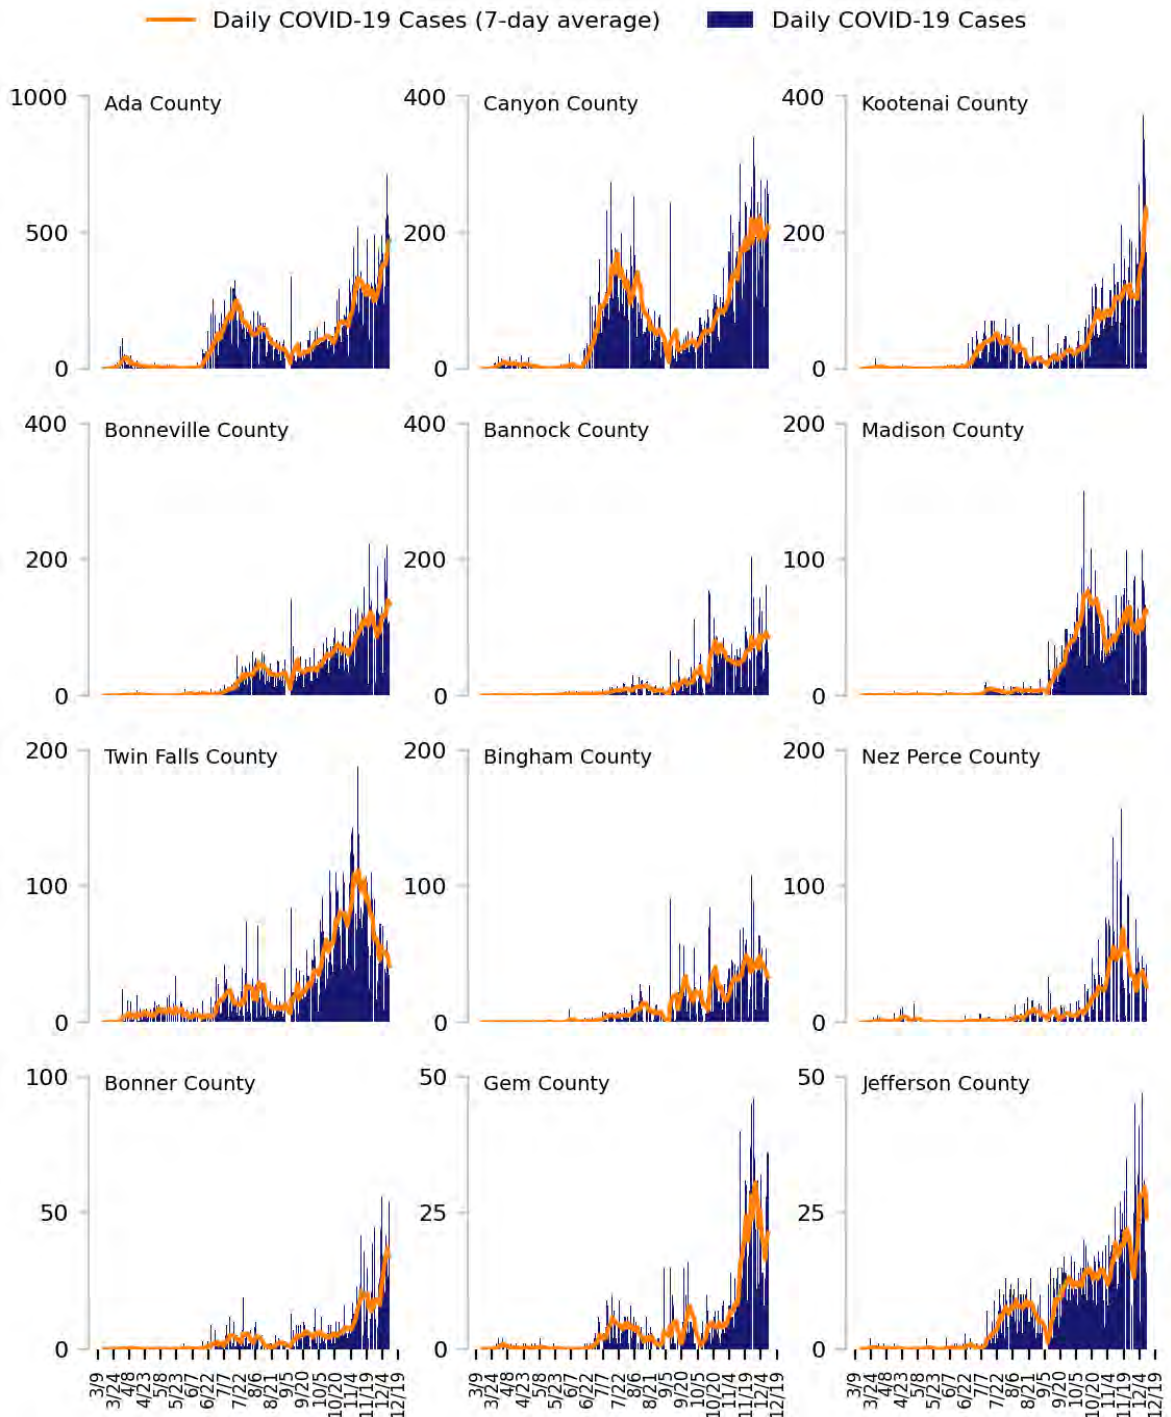 Daily COVID-19 Cases (7-day average) Daily COVID-19 Cases
1000 Ada County 400 Canyon County 400 Kootenai County
500 200 200
0 0 0
400 Bonneville County 400 Bannock County 200 Madison County
200 200 100
0 0 0
200 Twin Falls County 200 Bingham County 200 Nez Perce County
100 100 100
0 0 0
100 Bonner County 50 Gem County 50 Jefferson County
50 25 25
0 0 0
3/9 3/24 4/8 4/23 5/8 5/23 6/7 6/22 7/7 7/22 8/6 8/21 9/5 9/20 10/5 10/20 11/4 11/19 12/4 12/19 3/9 3/24 4/8 4/23 5/8 5/23 6/7 6/22 7/7 7/22 8/6 8/21 9/5 9/20 10/5 10/20 11/4 11/19 12/4 12/19 3/9 3/24 4/8 4/23 5/8 5/23 6/7 6/22 7/7 7/22 8/6 8/21 9/5 9/20 10/5 10/20 11/4 11/19 12/4 12/19